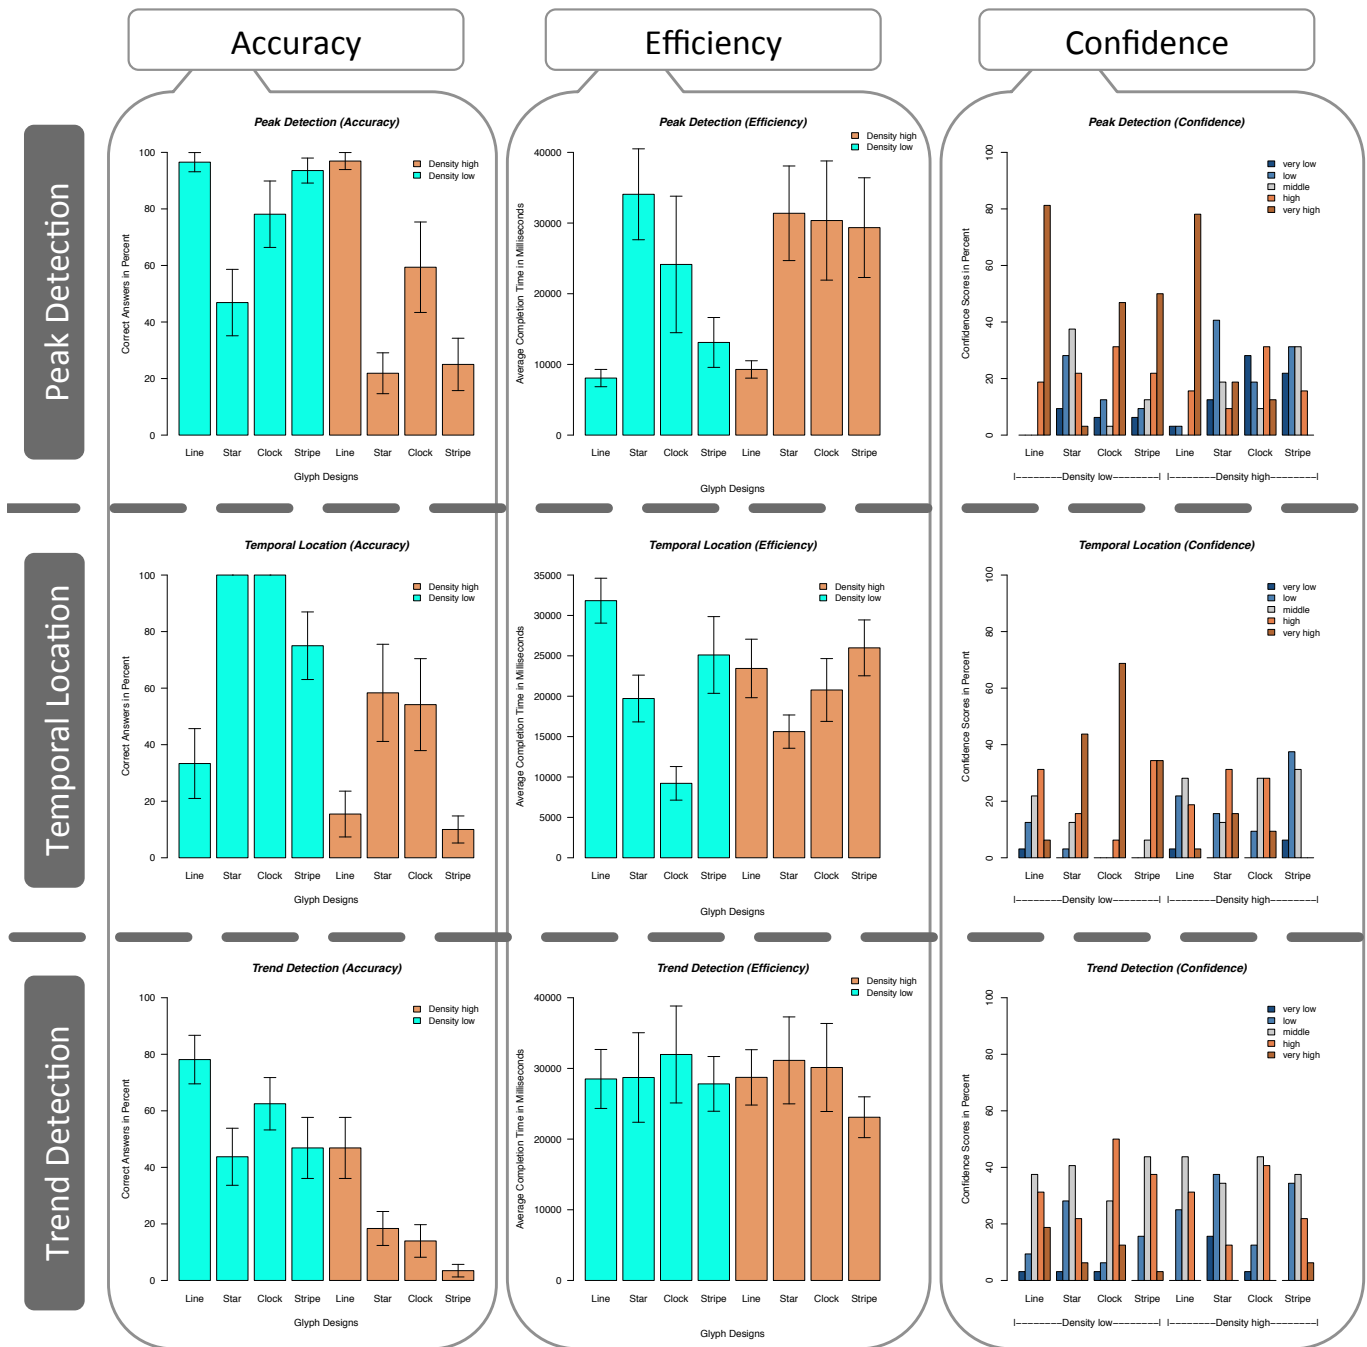 Accuracy
Efficiency
Confidence
Peak Detection
Peak Detection (Accuracy)
Density high
Density low
Correct Answers in Percent
0
20
40
60
80
100
Line Star Clock Stripe Line Star Clock Stripe
Glyph Designs
Peak Detection (Efficiency)
Density high
Density low
Average Completion Time in Milliseconds
0
10000
20000
30000
40000
Line Star Clock Stripe Line Star Clock Stripe
Glyph Designs
Peak Detection (Confidence)
very low
low
middle
high
very high
Confidence Scores in Percent
0
20
40
60
80
100
Line Star Clock Stripe Line Star Clock Stripe
|--------Density low--------| |--------Density high--------|
Temporal Location
Temporal Location (Accuracy)
Density high
Density low
Correct Answers in Percent
0
20
40
60
80
100
Line Star Clock Stripe Line Star Clock Stripe
Glyph Designs
Temporal Location (Efficiency)
Density high
Density low
Average Completion Time in Milliseconds
0
5000
10000
15000
20000
25000
30000
35000
Line Star Clock Stripe Line Star Clock Stripe
Glyph Designs
Temporal Location (Confidence)
very low
low
middle
high
very high
Confidence Scores in Percent
0
20
40
60
80
100
Line Star Clock Stripe Line Star Clock Stripe
|--------Density low--------| |--------Density high--------|
Trend Detection
Trend Detection (Accuracy)
Density high
Density low
Correct Answers in Percent
0
20
40
60
80
100
Line Star Clock Stripe Line Star Clock Stripe
Glyph Designs
Trend Detection (Efficiency)
Density high
Density low
Average Completion Time in Milliseconds
0
10000
20000
30000
40000
Line Star Clock Stripe Line Star Clock Stripe
Glyph Designs
Trend Detection (Confidence)
very low
low
middle
high
very high
Confidence Scores in Percent
0
20
40
60
80
100
Line Star Clock Stripe Line Star Clock Stripe
|--------Density low--------| |--------Density high--------|